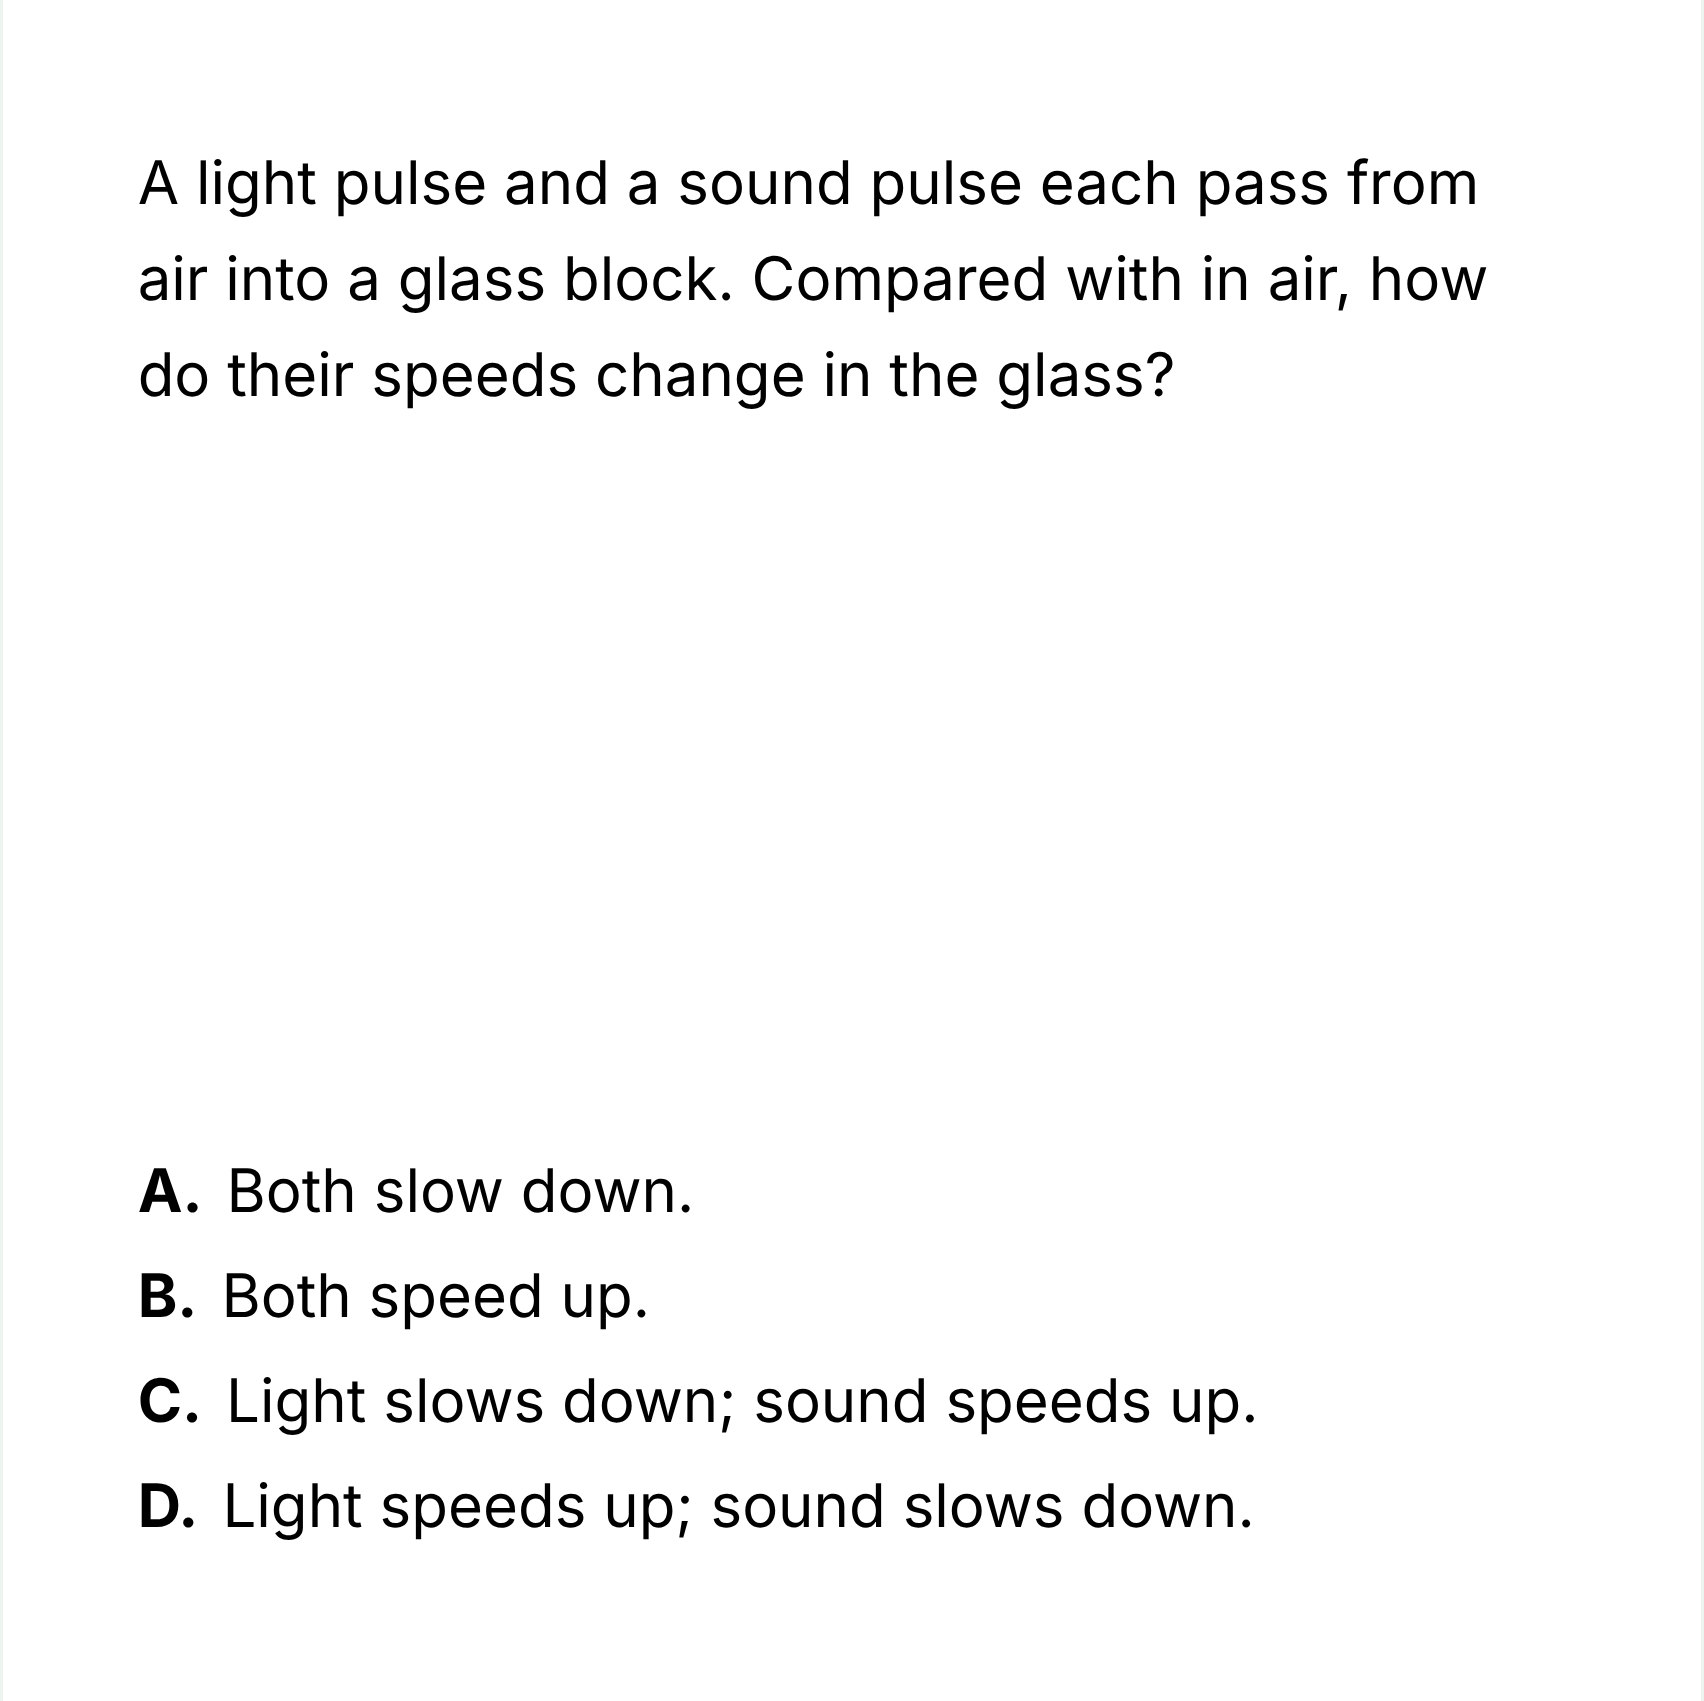 A light pulse and a sound pulse each pass from
air into a glass block. Compared with in air, how
do their speeds change in the glass?
A. Both slow down.
B. Both speed up.
C. Light slows down; sound speeds up.
D. Light speeds up; sound slows down.